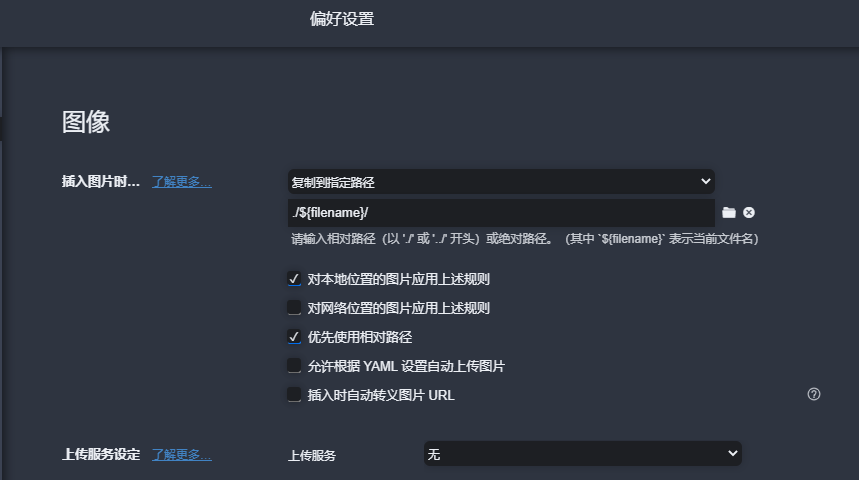 偏好设置
图像
插入图片时... 了解更多... 复制到指定路径
./${filename}/
请输入相对路径（以 './' 或 '../' 开头）或绝对路径。 （其中 `${filename}` 表示当前文件名）
对本地位置的图片应用上述规则
对网络位置的图片应用上述规则
优先使用相对路径
允许根据 YAML 设置自动上传图片
插入时自动转义图片 URL
上传服务设定 了解更多... 上传服务 无